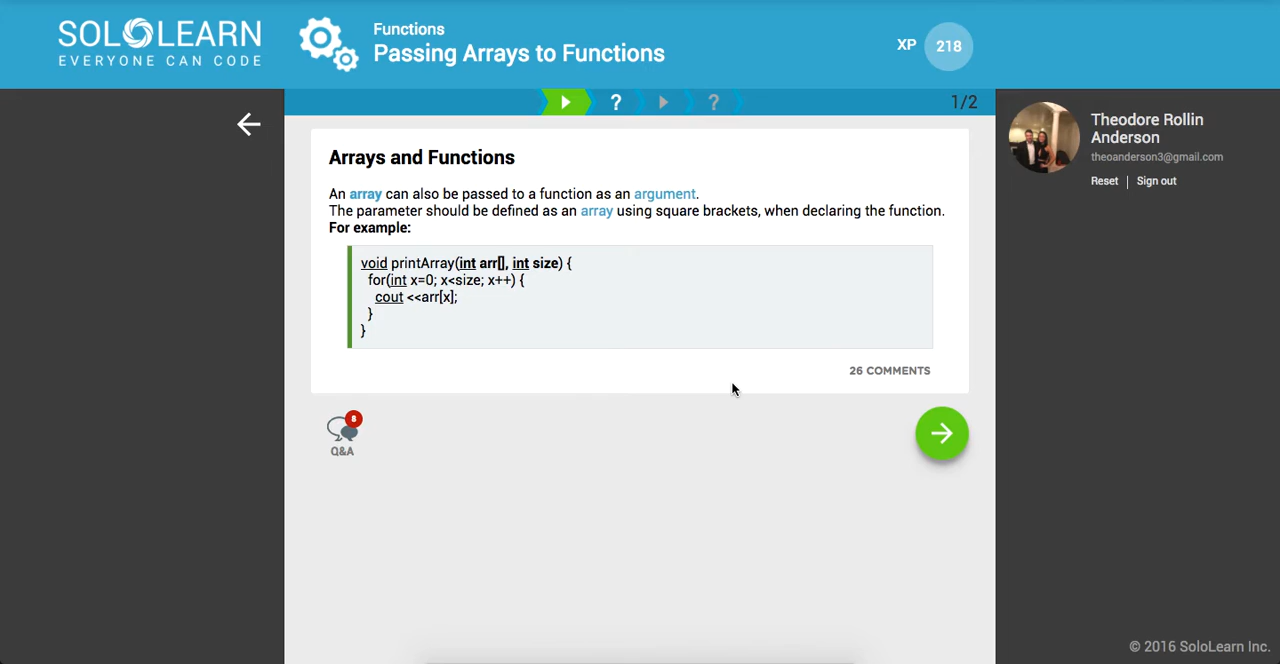 SOLOLEARN
EVERYONE CAN CODE
Functions
Passing Arrays to Functions
XP 218
? ? 1/2
Theodore Rollin
Anderson
theoanderson3@gmail.com
Reset | Sign out
Arrays and Functions
An array can also be passed to a function as an argument.
The parameter should be defined as an array using square brackets, when declaring the function.
For example:
void printArray(int arr[], int size) {
for(int x=0; x<size; x++) {
cout <<arr[x];
}
}
26 COMMENTS
8
Q&A
© 2016 SoloLearn Inc.